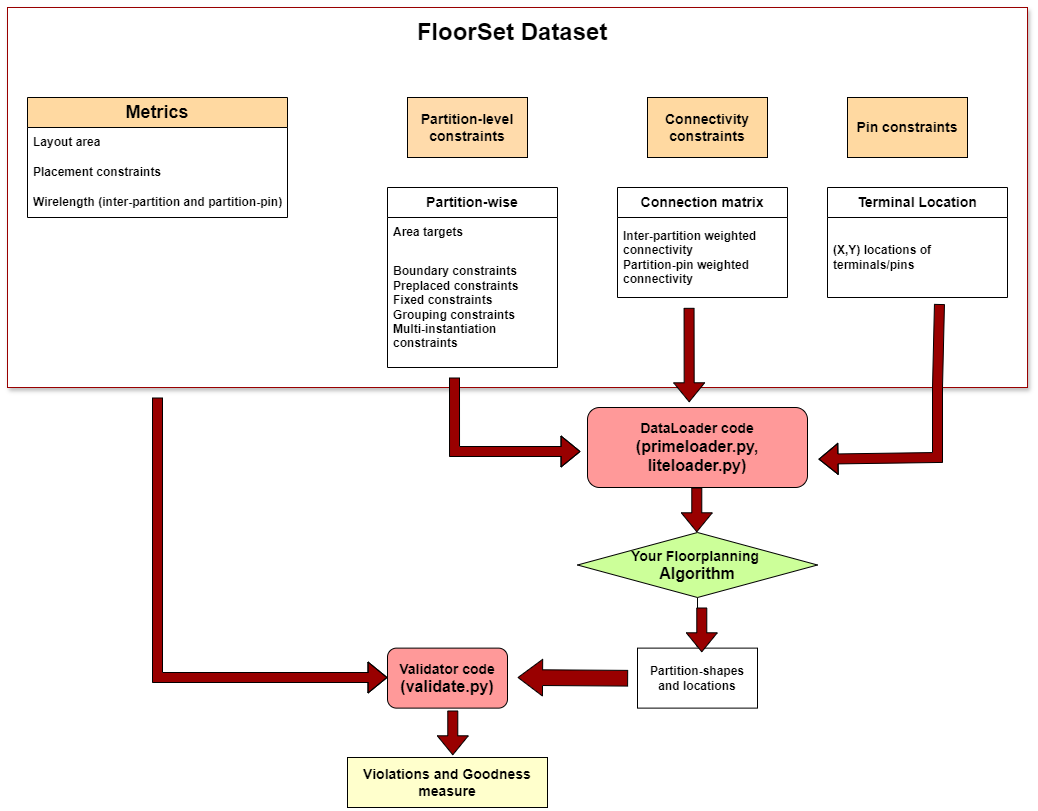 FloorSet Dataset
Metrics
Layout area
Placement constraints
Wirelength (inter-partition and partition-pin)
Partition-level
constraints
Partition-wise
Area targets
Boundary constraints
Preplaced constraints
Fixed constraints
Grouping constraints
Multi-instantiation
constraints
Connectivity
constraints
Connection matrix
Inter-partition weighted
connectivity
Partition-pin weighted
connectivity
Pin constraints
Terminal Location
(X,Y) locations of
terminals/pins
DataLoader code
(primeloader.py,
liteloader.py)
Your Floorplanning
Algorithm
Partition-shapes
and locations
Validator code
(validate.py)
Violations and Goodness
measure